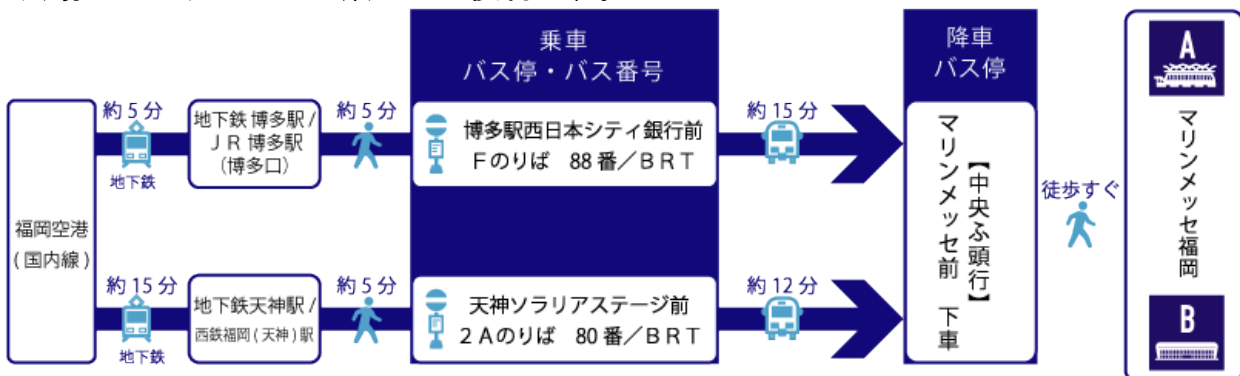 乗車
バス停・バス番号
降車
バス停
福岡空港
(国内線)
約5分
地下鉄
地下鉄 博多駅 /
ＪＲ 博多駅
(博多口)
約5分
博多駅西日本シティ銀行前
Ｆのりば　88番／ＢＲＴ
約15分
約15分
地下鉄
地下鉄天神駅 /
西鉄福岡(天神)駅
約5分
天神ソラリアステージ前
２Ａのりば　80番／ＢＲＴ
約12分
【中央ふ頭行】
マリンメッセ前　下車
徒歩すぐ
A
マリンメッセ福岡
B